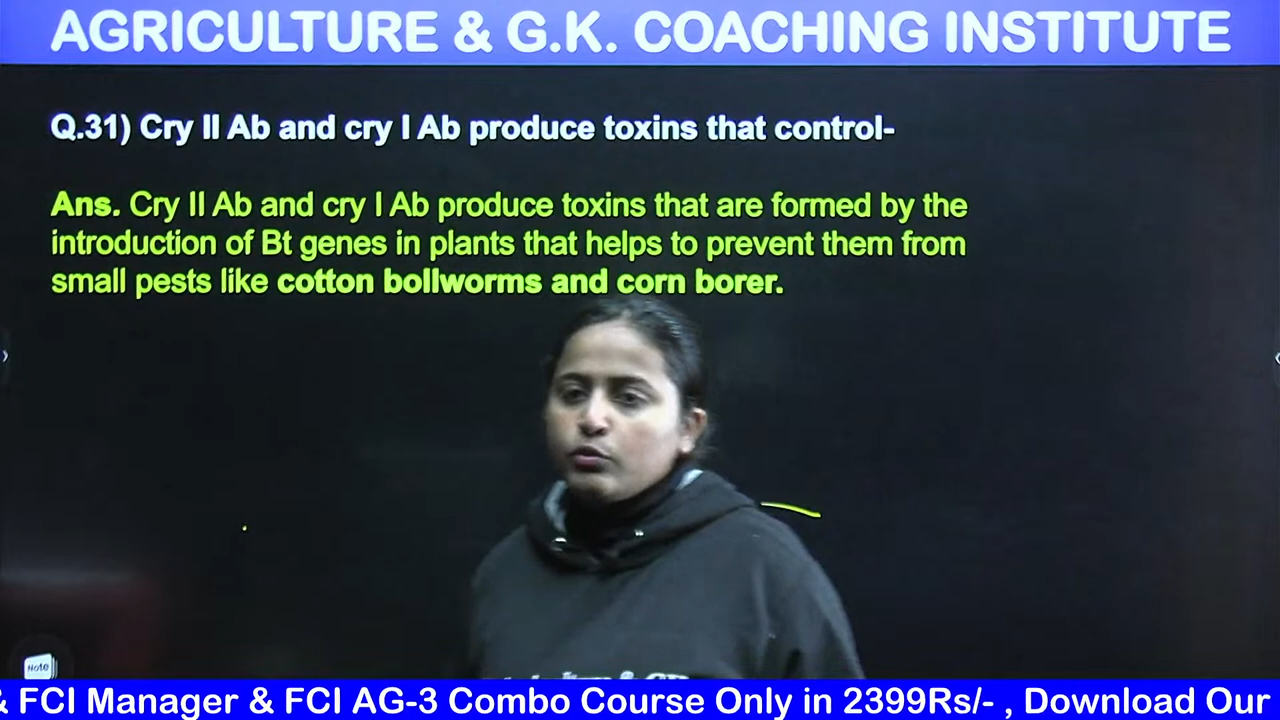 AGRICULTURE & G.K. COACHING INSTITUTE
Q.31) Cry II Ab and cry I Ab produce toxins that control-
Ans. Cry II Ab and cry I Ab produce toxins that are formed by the
introduction of Bt genes in plants that helps to prevent them from
small pests like cotton bollworms and corn borer.
Note
& FCI Manager & FCI AG-3 Combo Course Only in 2399Rs/- , Download Our